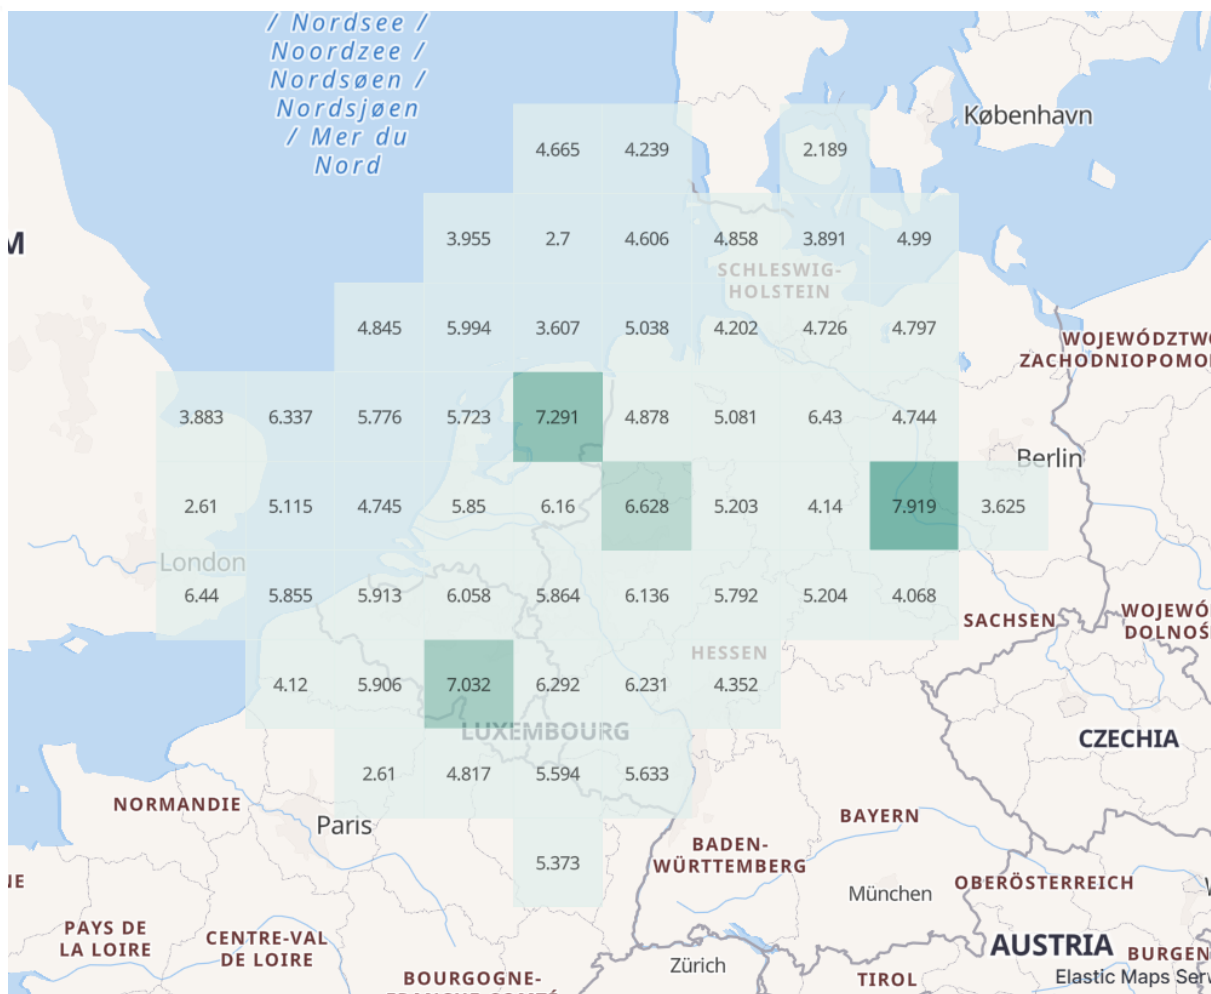 / Nordsee /
Noordzee /
Nordsøen /
Nordsjøen
/ Mer du
Nord
København
4.665 4.239 2.189
M
3.955 2.7 4.606 4.858 3.891 4.99
SCHLESWIG-
HOLSTEIN
4.845 5.994 3.607 5.038 4.202 4.726 4.797
WOJEWÓDZTW
ZACHODNIOPOMO
3.883 6.337 5.776 5.723 7.291 4.878 5.081 6.43 4.744
Berlin
2.61 5.115 4.745 5.85 6.16 6.628 5.203 4.14 7.919 3.625
London
6.44 5.855 5.913 6.058 5.864 6.136 5.792 5.204 4.068
SACHSEN
WOJEWÓ
DOLNOŚ
HESSEN
4.12 5.906 7.032 6.292 6.231 4.352
LUXEMBOURG
CZECHIA
2.61 4.817 5.594 5.633
NORMANDIE
Paris
BAYERN
BADEN-
WÜRTTEMBERG
5.373
NE
München
OBERÖSTERREICH
PAYS DE
LA LOIRE
CENTRE-VAL
DE LOIRE
AUSTRIA
BURGEN
Zürich
TIROL
Elastic Maps Serv
BOURGOGNE-